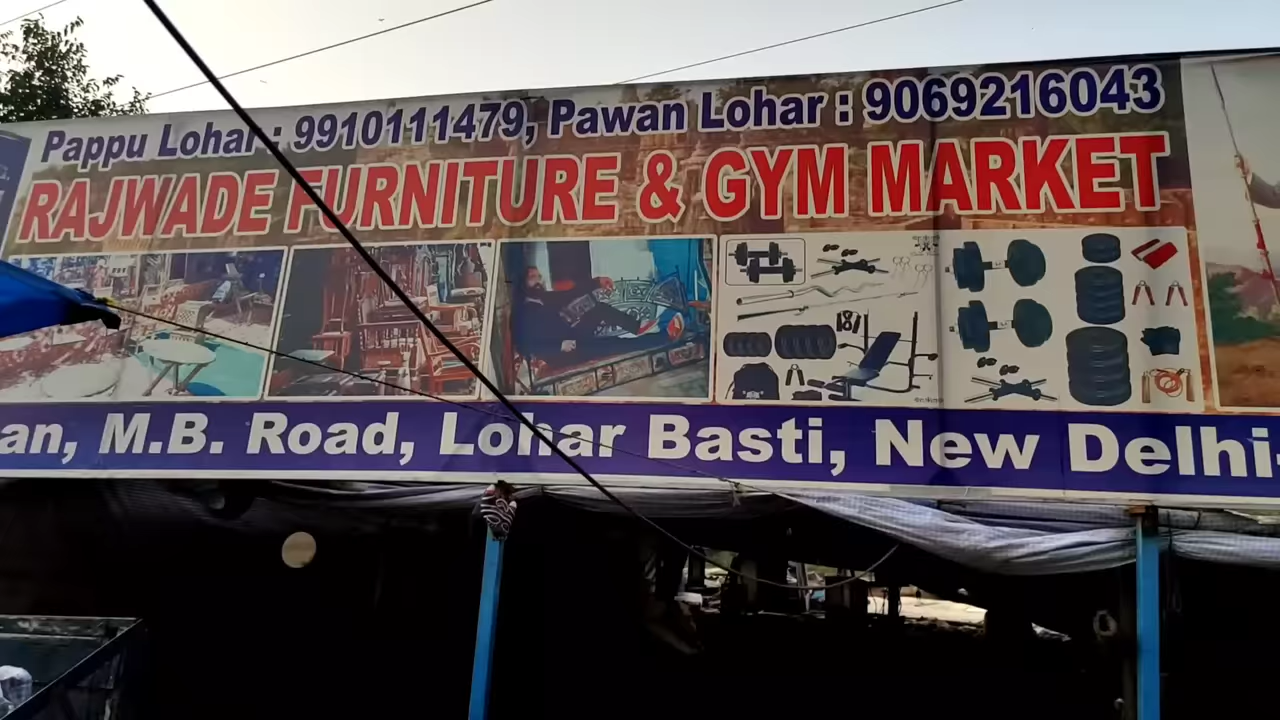 Pappu Lohar : 9910111479, Pawan Lohar : 9069216043
RAJWADE FURNITURE & GYM MARKET
an, M.B. Road, Lohar Basti, New Delhi-